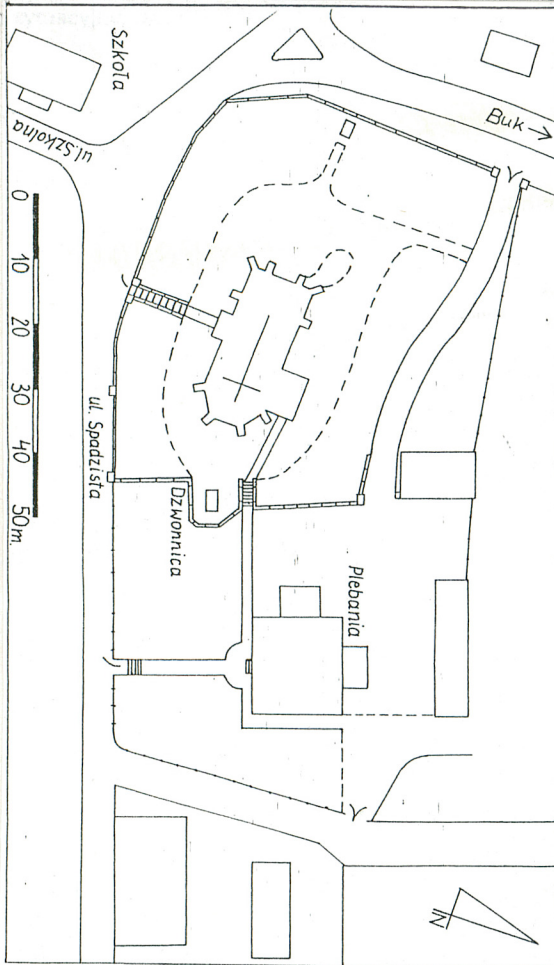 Szkoła
ul. Szkolna
Buk
0 10 20 30 40 50m.
ul. Spadzista
Dzwonnica
Plebania
N